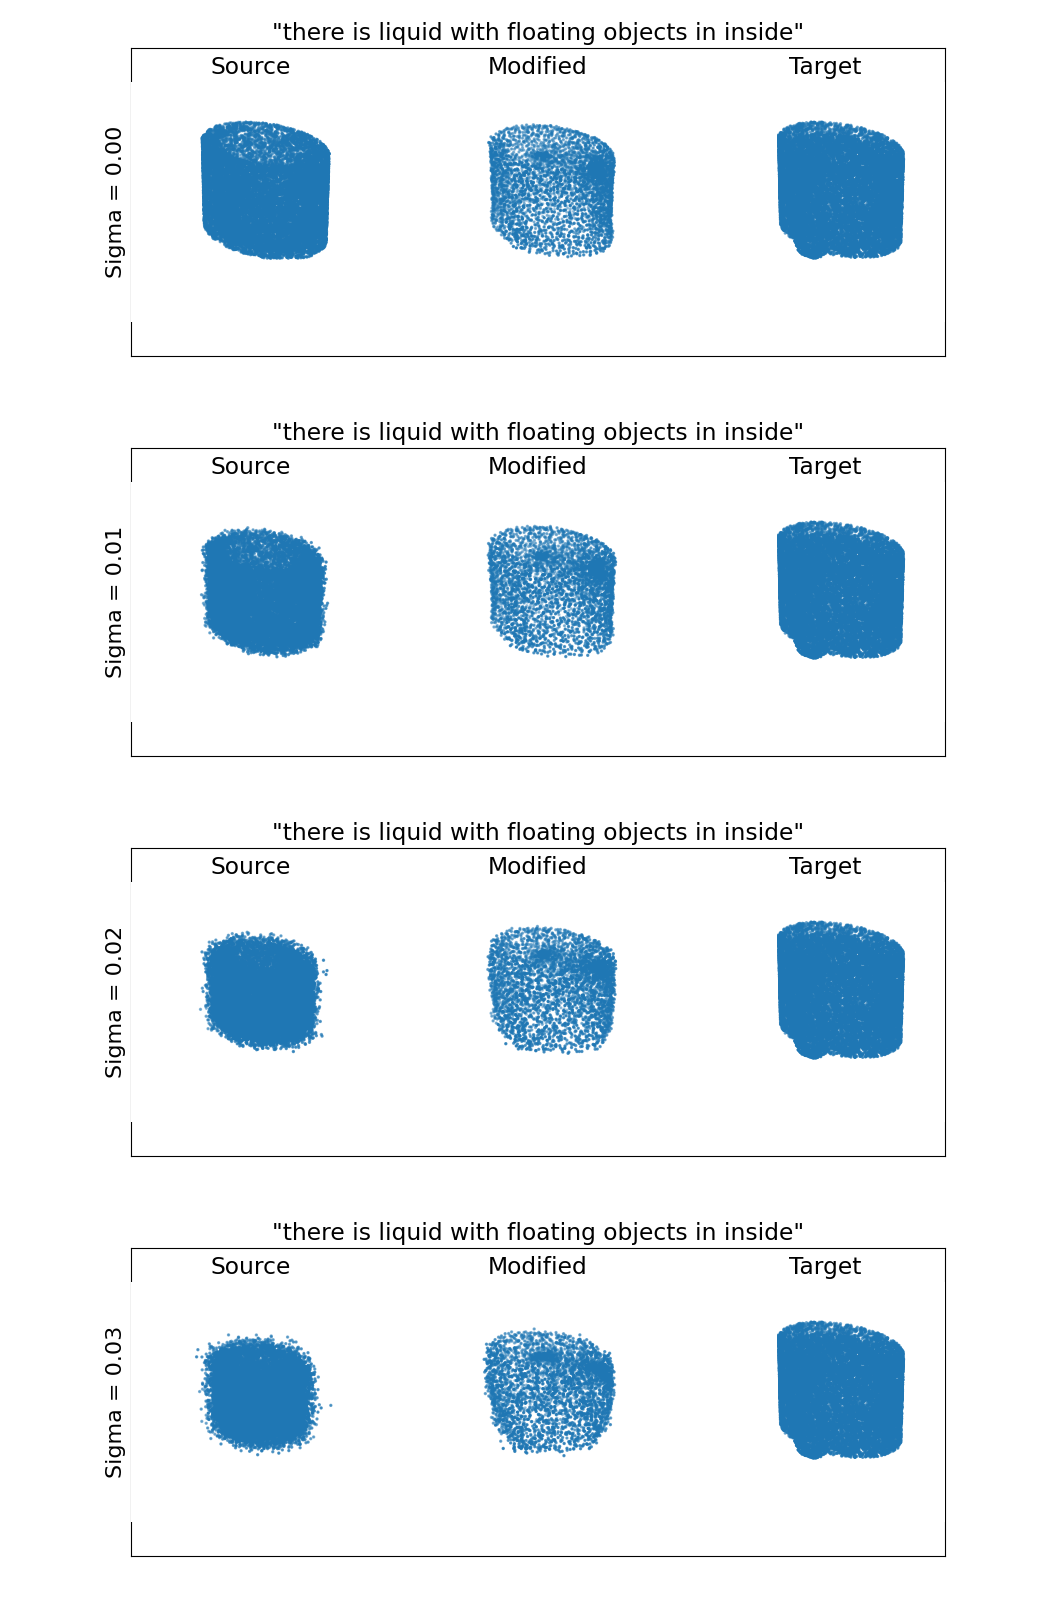 "there is liquid with floating objects in inside"
Source Modified Target
Sigma = 0.00
"there is liquid with floating objects in inside"
Source Modified Target
Sigma = 0.01
"there is liquid with floating objects in inside"
Source Modified Target
Sigma = 0.02
"there is liquid with floating objects in inside"
Source Modified Target
Sigma = 0.03